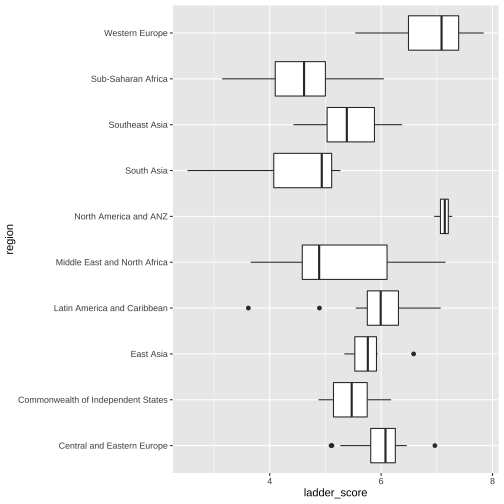 Western Europe
Sub-Saharan Africa
Southeast Asia
South Asia
North America and ANZ
region
Middle East and North Africa
Latin America and Caribbean
East Asia
Commonwealth of Independent States
Central and Eastern Europe
4 6 8
ladder_score